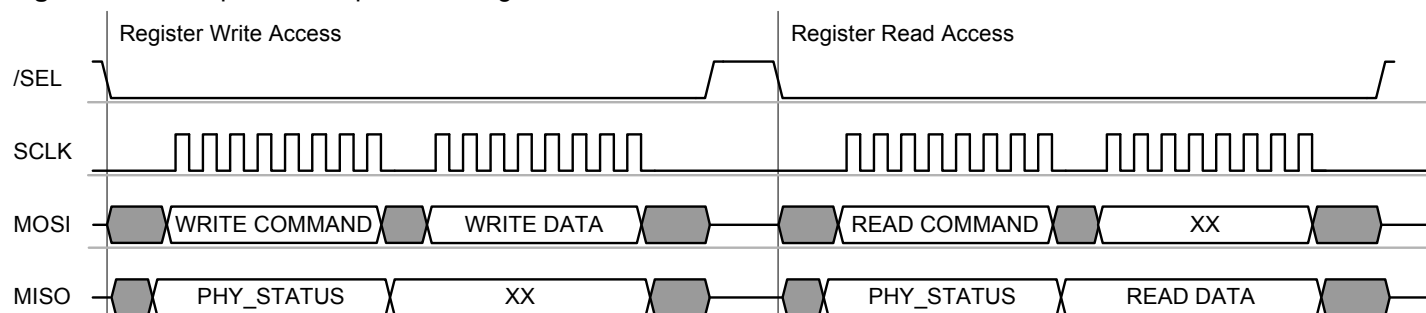 Register Write Access Register Read Access
/SEL
SCLK
MOSI WRITE COMMAND WRITE DATA READ COMMAND XX
MISO PHY_STATUS XX PHY_STATUS READ DATA